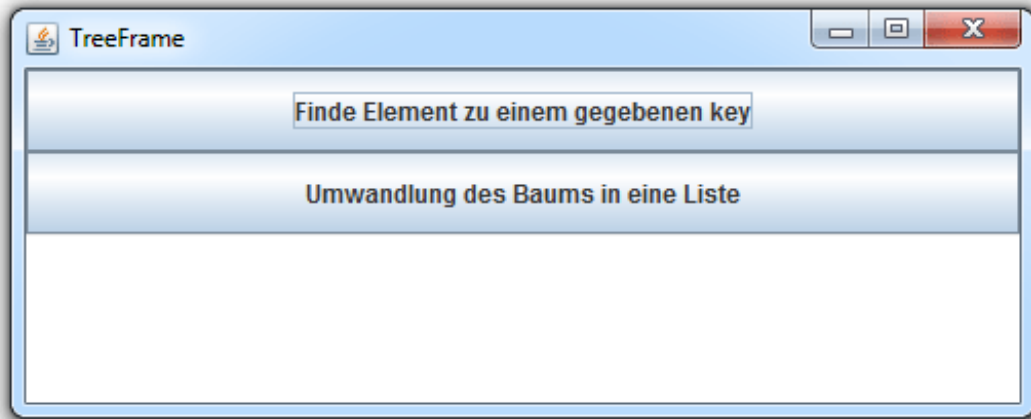 TreeFrame
Finde Element zu einem gegebenen key
Umwandlung des Baums in eine Liste